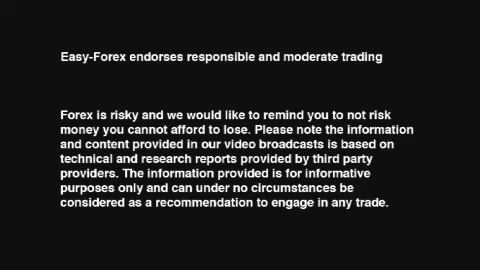 Easy-Forex endorses responsible and moderate trading
Forex is risky and we would like to remind you to not risk
money you cannot afford to lose. Please note the information
and content provided in our video broadcasts is based on
technical and research reports provided by third party
providers. The information provided is for informative
purposes only and can under no circumstances be
considered as a recommendation to engage in any trade.